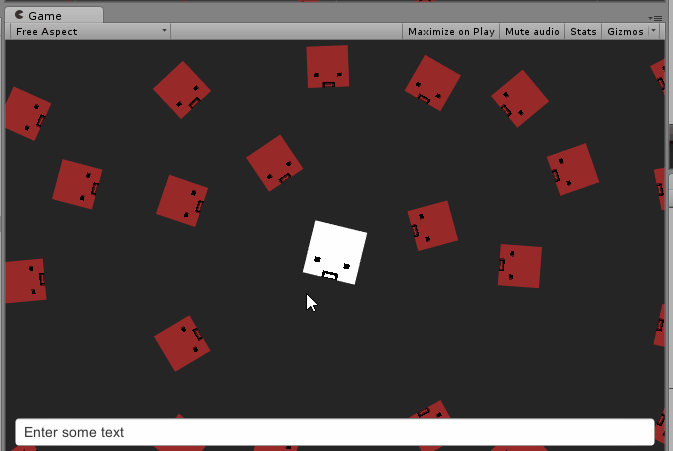 Game
Free Aspect
Maximize on Play
Mute audio
Stats
Gizmos
Enter some text